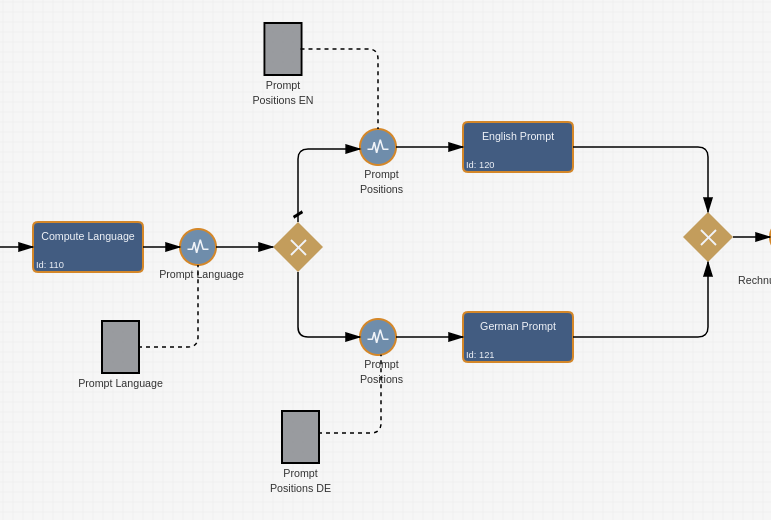 Prompt
Positions EN
English Prompt
Id: 120
Prompt
Positions
Compute Language
Id: 110
Prompt Language
Rechnu
German Prompt
Id: 121
Prompt
Positions
Prompt Language
Prompt
Positions DE